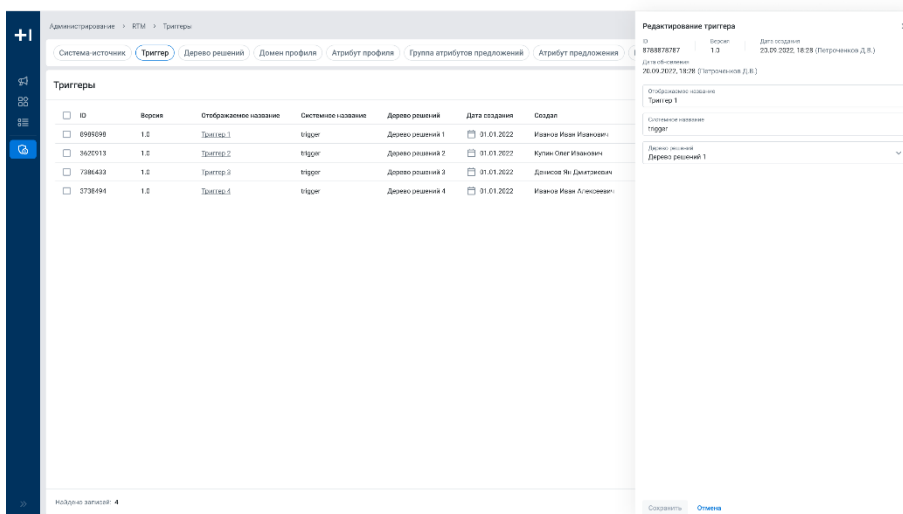 Администрирование > RTM > Триггеры
Система-источник Триггер Дерево решений Домен профиля Атрибут профиля Группа атрибутов предложений Атрибут предложения
Триггеры
ID Версия Отображаемое название Системное название Дерево решений Дата создания Создал
8989898 1.0 Триггер 1 trigger Дерево решений 1 01.01.2022 Иванов Иван Иванович
3620913 1.0 Триггер 2 trigger Дерево решений 2 01.01.2022 Кулик Олег Иванович
7386433 1.0 Триггер 3 trigger Дерево решений 3 01.01.2022 Денисов Ян Дмитриевич
3738494 1.0 Триггер 4 trigger Дерево решений 4 01.01.2022 Иванов Иван Алексеевич
Найдено записей: 4
Редактирование триггера
ID Версия Дата создания
8788878787 1.0 20.09.2022, 18:28 (Петроченков Д.В.)
Дата обновления
20.09.2022, 18:28 (Петроченков Д.В.)
Отображаемое название
Триггер 1
Системное название
trigger
Дерево решений
Дерево решений 1
Сохранить Отмена